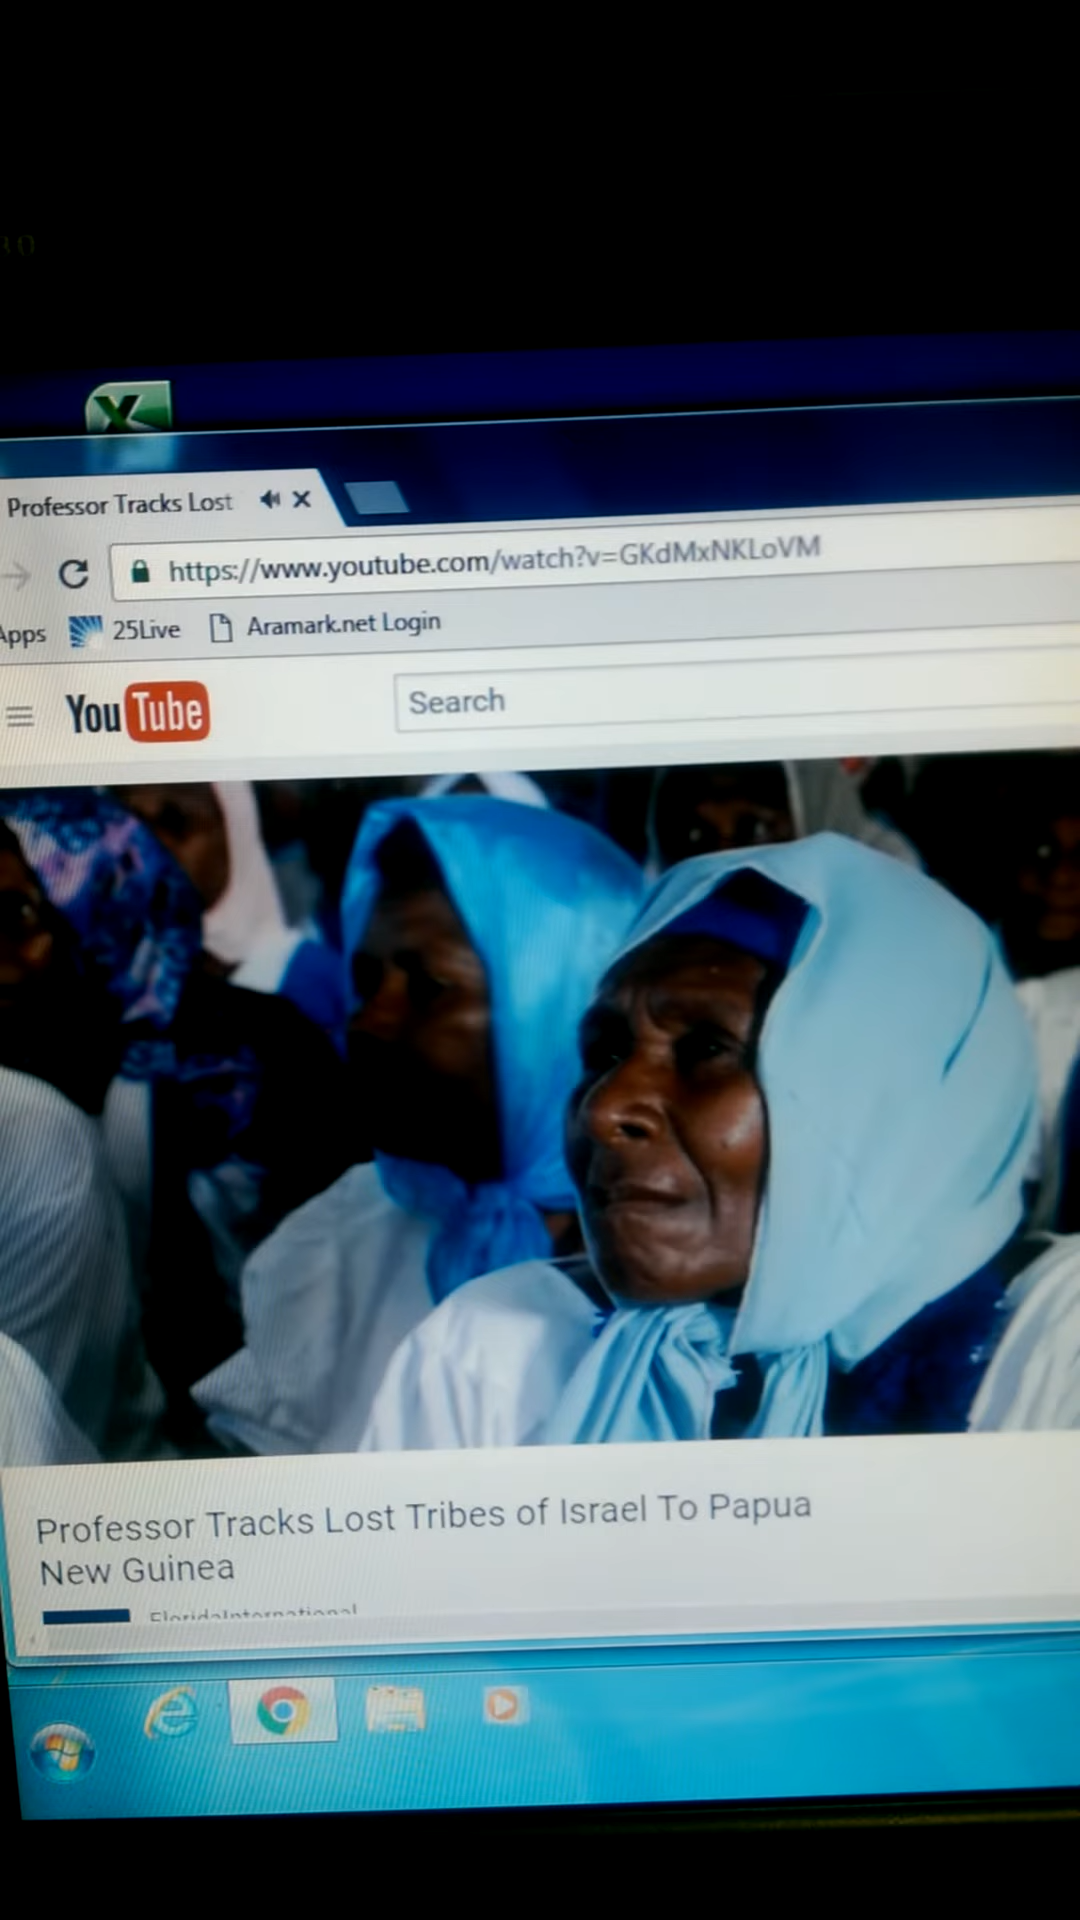 Professor Tracks Lost
https://www.youtube.com/watch?v=GKdMxNKLoVM
Apps 25Live Aramark.net Login
YouTube Search
Professor Tracks Lost Tribes of Israel To Papua
New Guinea
FloridaInternational